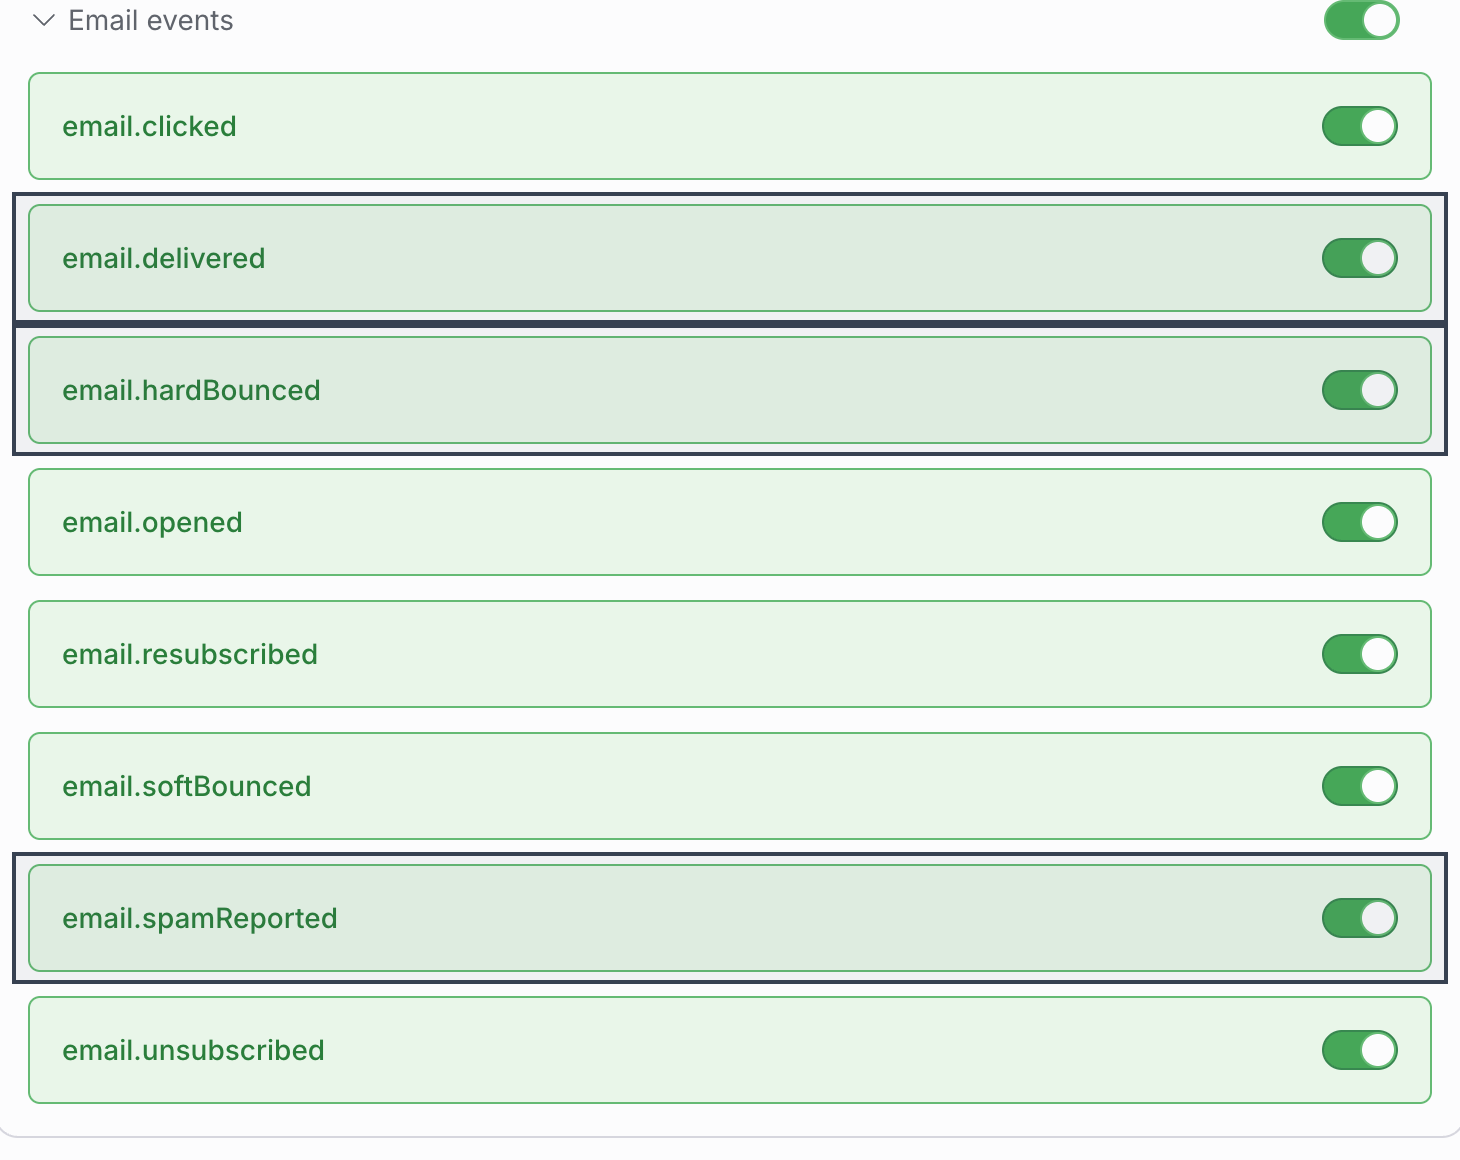 Email events
email.clicked
email.delivered
email.hardBounced
email.opened
email.resubscribed
email.softBounced
email.spamReported
email.unsubscribed